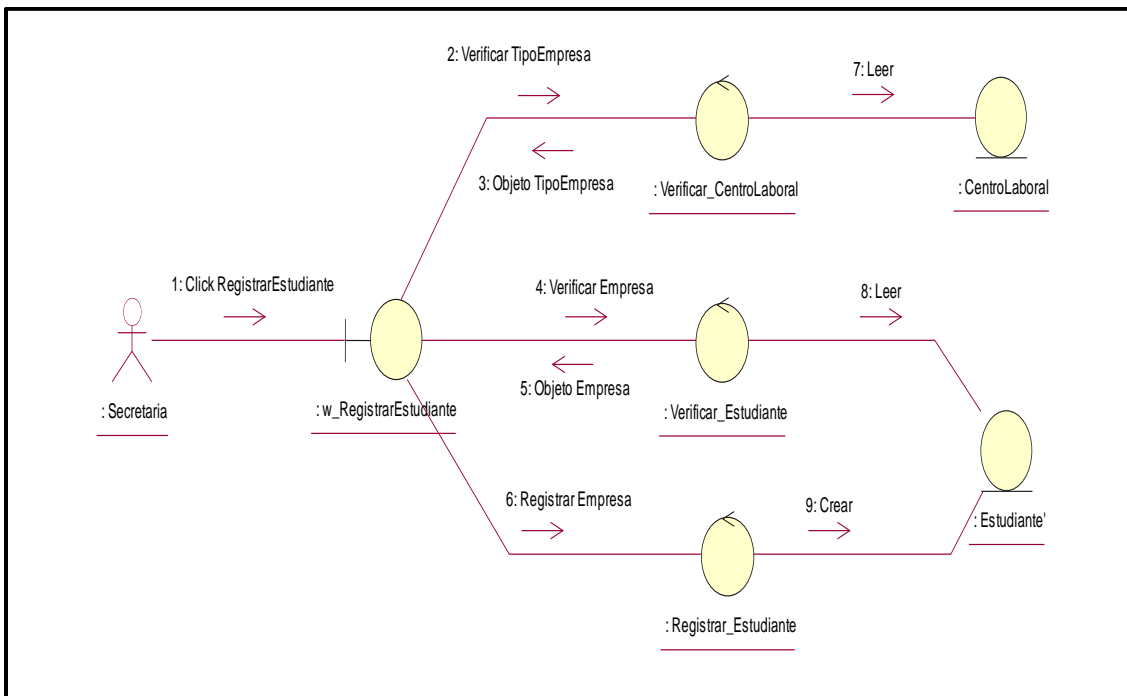 2: Verificar TipoEmpresa
7: Leer
3: Objeto TipoEmpresa
: Verificar_CentroLaboral
: CentroLaboral
1: Click RegistrarEstudiante
4: Verificar Empresa
8: Leer
5: Objeto Empresa
: Secretaria
: w_RegistrarEstudiante
: Verificar_Estudiante
6: Registrar Empresa
9: Crear
: Estudiante'
: Registrar_Estudiante